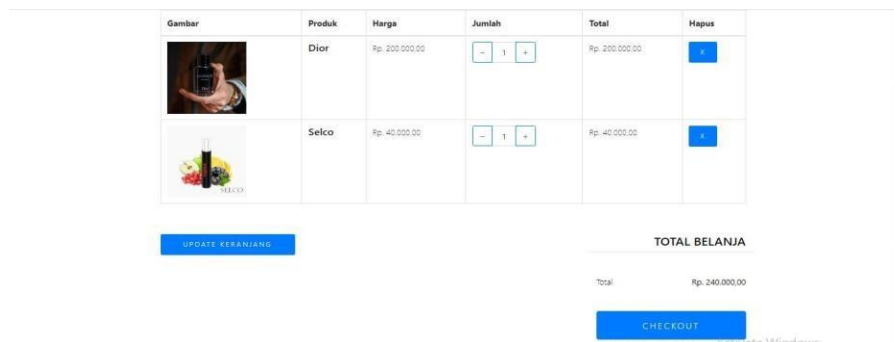 Gambar Produk Harga Jumlah Total Hapus
Dior Rp. 200.000,00 - 1 + Rp. 200.000,00 X
Selco Rp. 40.000,00 - 1 + Rp. 40.000,00 X
SELCO
UPDATE KERANJANG
TOTAL BELANJA
Total Rp. 240.000,00
CHECKOUT
Windows